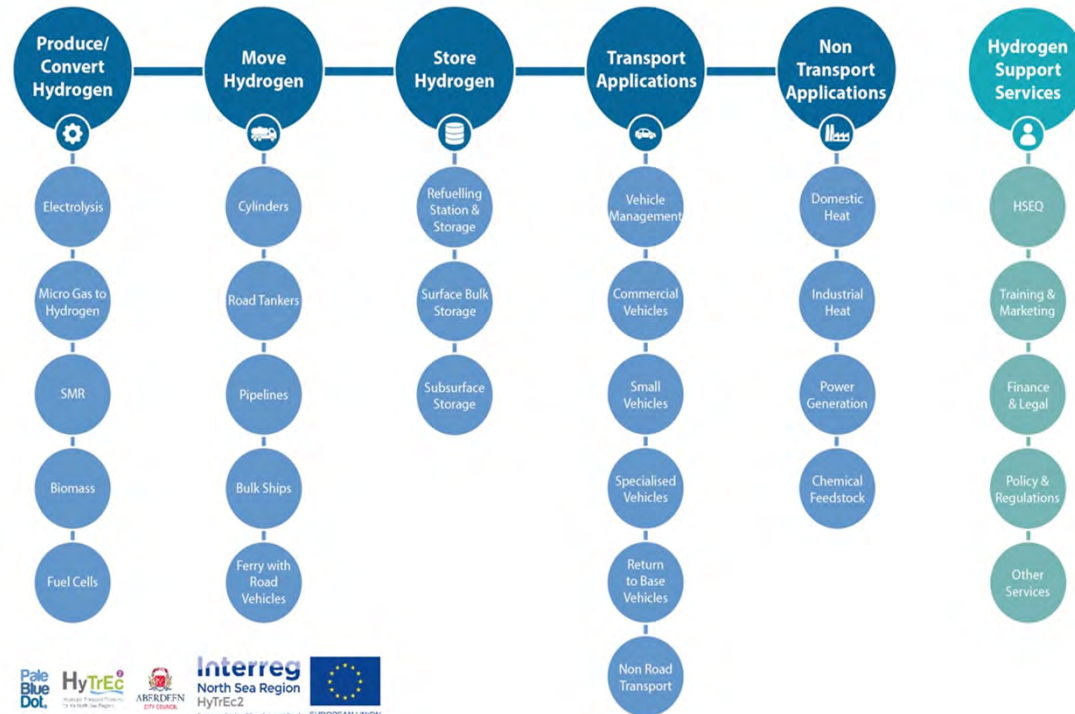 Produce/
Convert
Hydrogen
Move
Hydrogen
Store
Hydrogen
Transport
Applications
Non
Transport
Applications
Hydrogen
Support
Services
Electrolysis
Micro Gas to
Hydrogen
SMR
Biomass
Fuel Cells
Cylinders
Road Tankers
Pipelines
Bulk Ships
Ferry with
Road
Vehicles
Refuelling
Station &
Storage
Surface Bulk
Storage
Subsurface
Storage
Vehicle
Management
Commercial
Vehicles
Small
Vehicles
Specialised
Vehicles
Return
to Base
Vehicles
Non Road
Transport
Domestic
Heat
Industrial
Heat
Power
Generation
Chemical
Feedstock
HSEQ
Training &
Marketing
Finance
& Legal
Policy &
Regulations
Other
Services
Pale
Blue
Dot.
HyTrEc2
ABERDEEN
CITY COUNCIL
Interreg
North Sea Region
HyTrEc2
EUROPEAN UNION